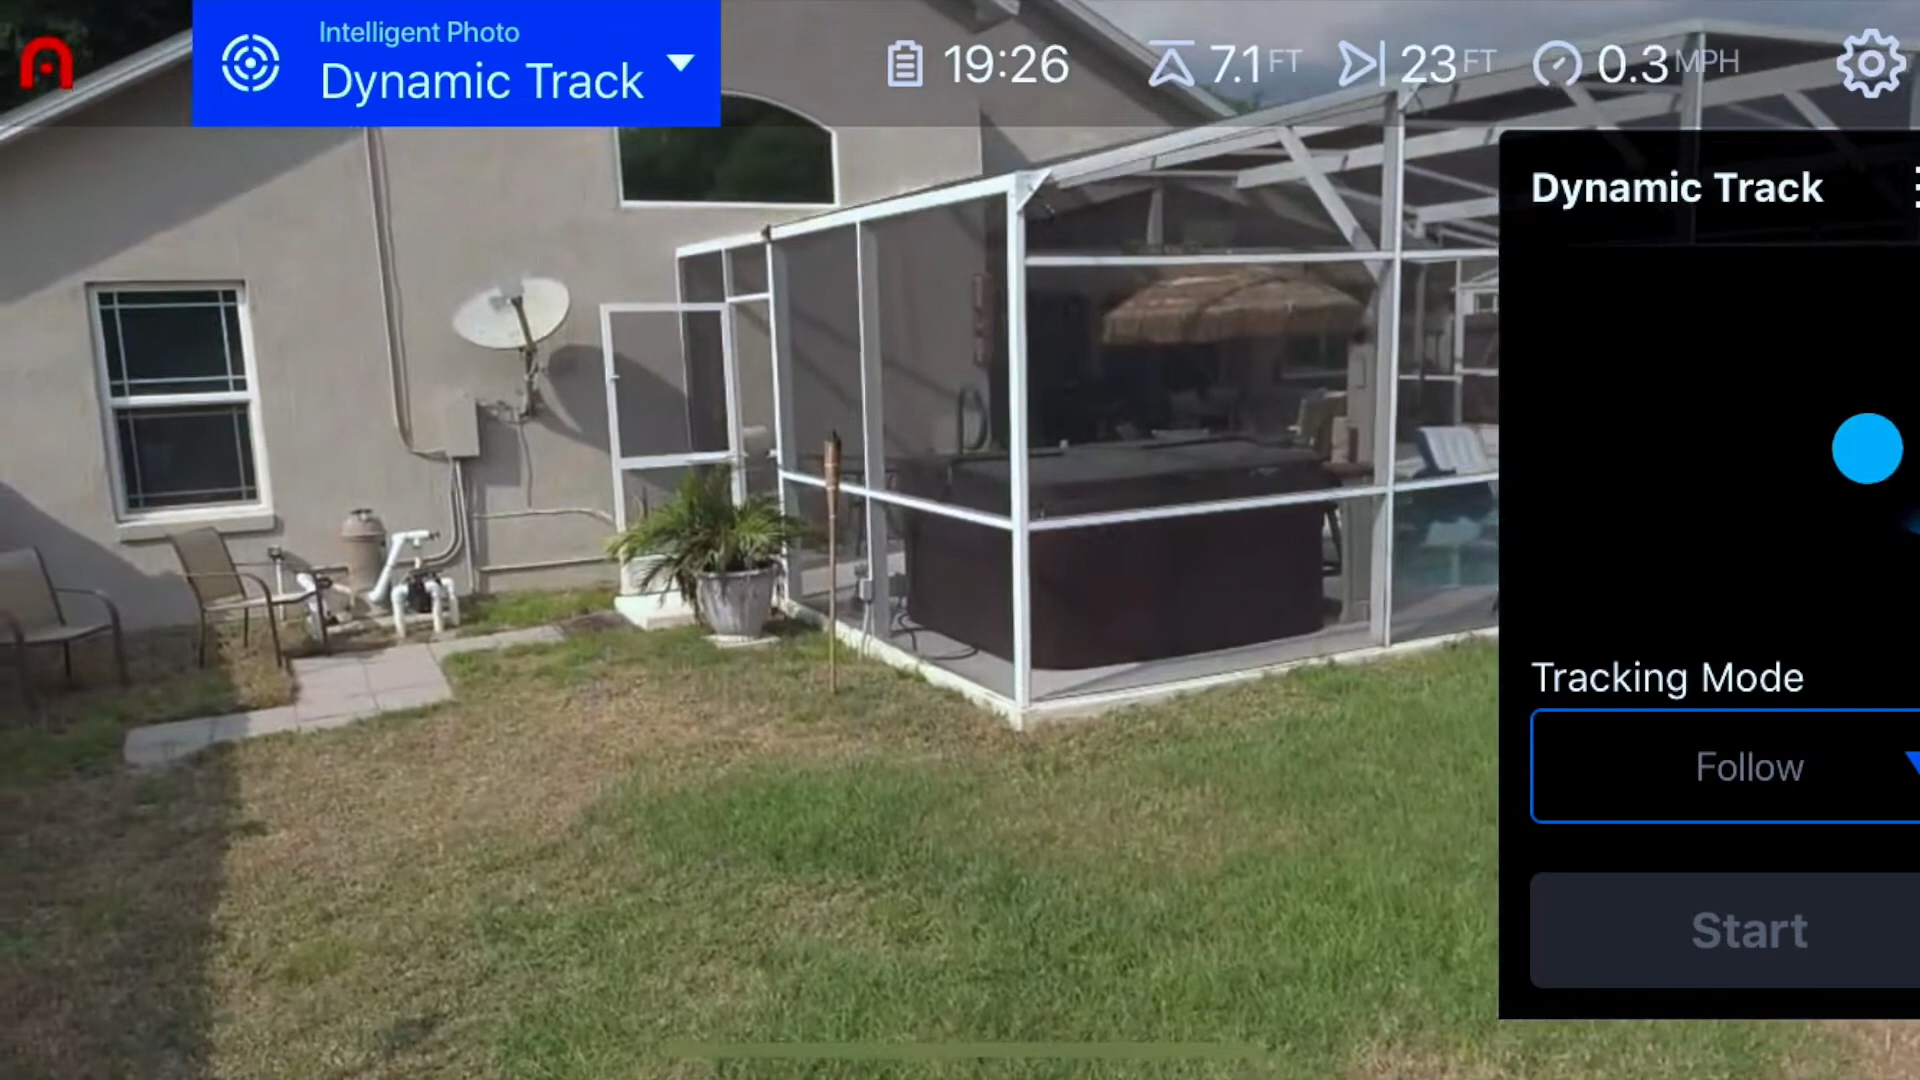 Intelligent Photo
Dynamic Track
19:26 7.1 FT 23 FT 0.3 MPH
Dynamic Track
Tracking Mode
Follow
Start